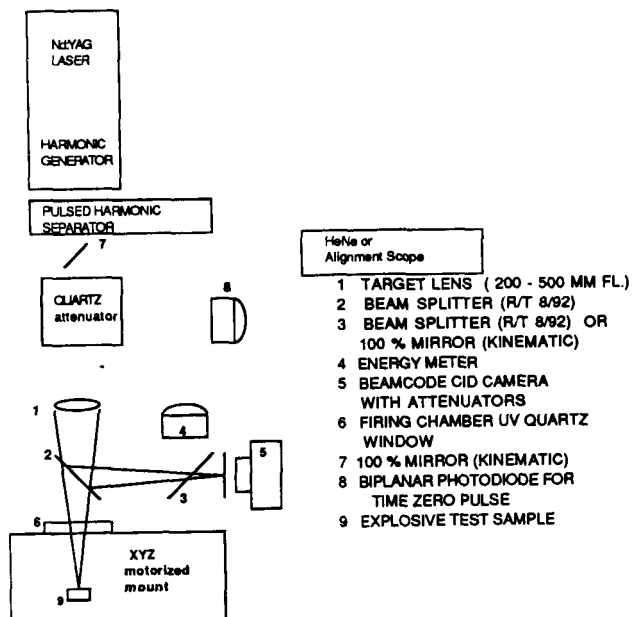 Nd:YAG
LASER
HARMONIC
GENERATOR
PULSED HARMONIC
SEPARATOR
7
QUARTZ
attenuator
8
1
2
3
4
5
6
XYZ
motorized
mount
9
HeNe or
Alignment Scope
1 TARGET LENS ( 200 - 500 MM FL.)
2 BEAM SPLITTER (R/T 8/92)
3 BEAM SPLITTER (R/T 8/92) OR
100 % MIRROR (KINEMATIC)
4 ENERGY METER
5 BEAMCODE CID CAMERA
WITH ATTENUATORS
6 FIRING CHAMBER UV QUARTZ
WINDOW
7 100 % MIRROR (KINEMATIC)
8 BIPLANAR PHOTODIODE FOR
TIME ZERO PULSE
9 EXPLOSIVE TEST SAMPLE